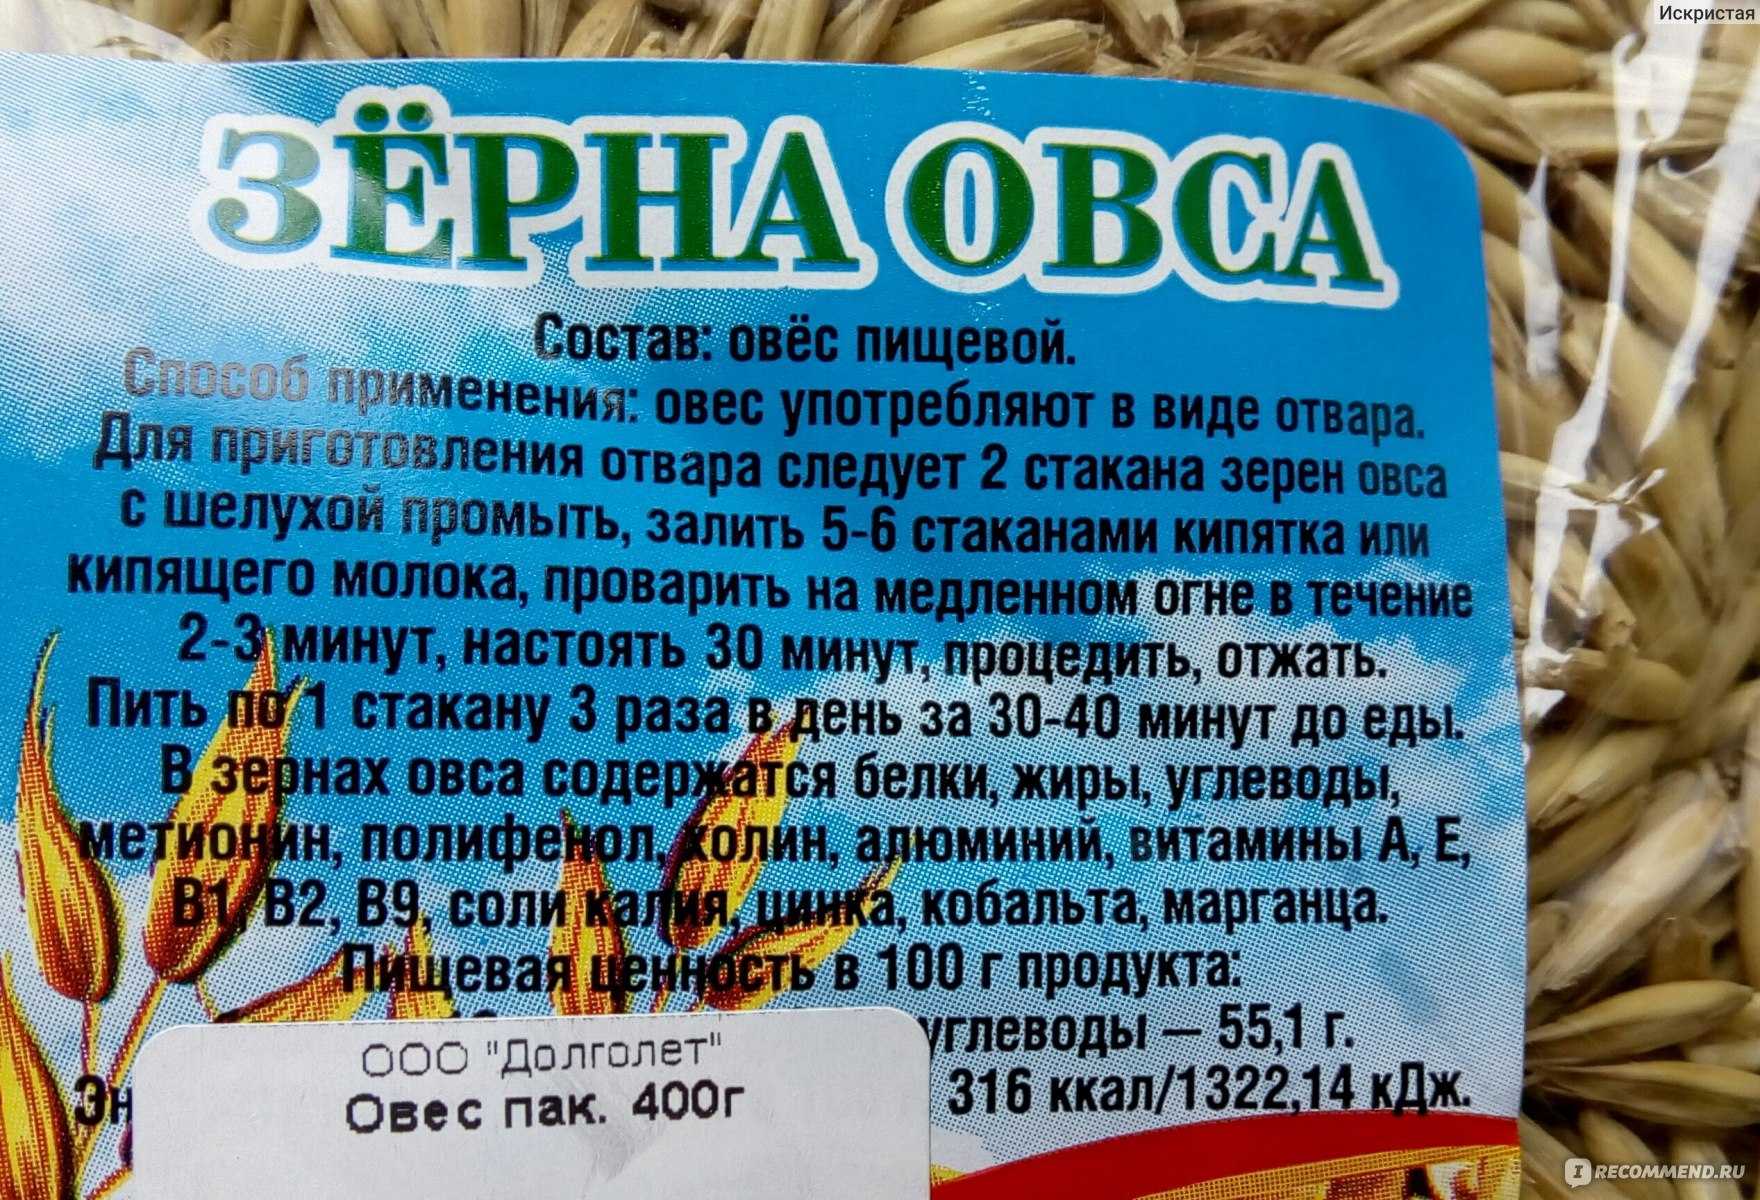 Искристая
ЗЁРНА ОВСА
Состав: овёс пищевой.
Способ применения: овес употребляют в виде отвара.
Для приготовления отвара следует 2 стакана зерен овса
с шелухой промыть, залить 5-6 стаканами кипятка или
кипящего молока, проварить на медленном огне в течение
2-3 минут, настоять 30 минут, процедить, отжать.
Пить по 1 стакану 3 раза в день за 30-40 минут до еды.
В зернах овса содержатся белки, жиры, углеводы,
метионин, полифенол, холин, алюминий, витамины А, Е,
В1, В2, В9, соли калия, цинка, кобальта, марганца.
Пищевая ценность в 100 г продукта:
углеводы — 55,1 г.
316 ккал/1322,14 кДж.
ООО "Долголет"
Овес пак. 400г
IRECOMMEND.RU